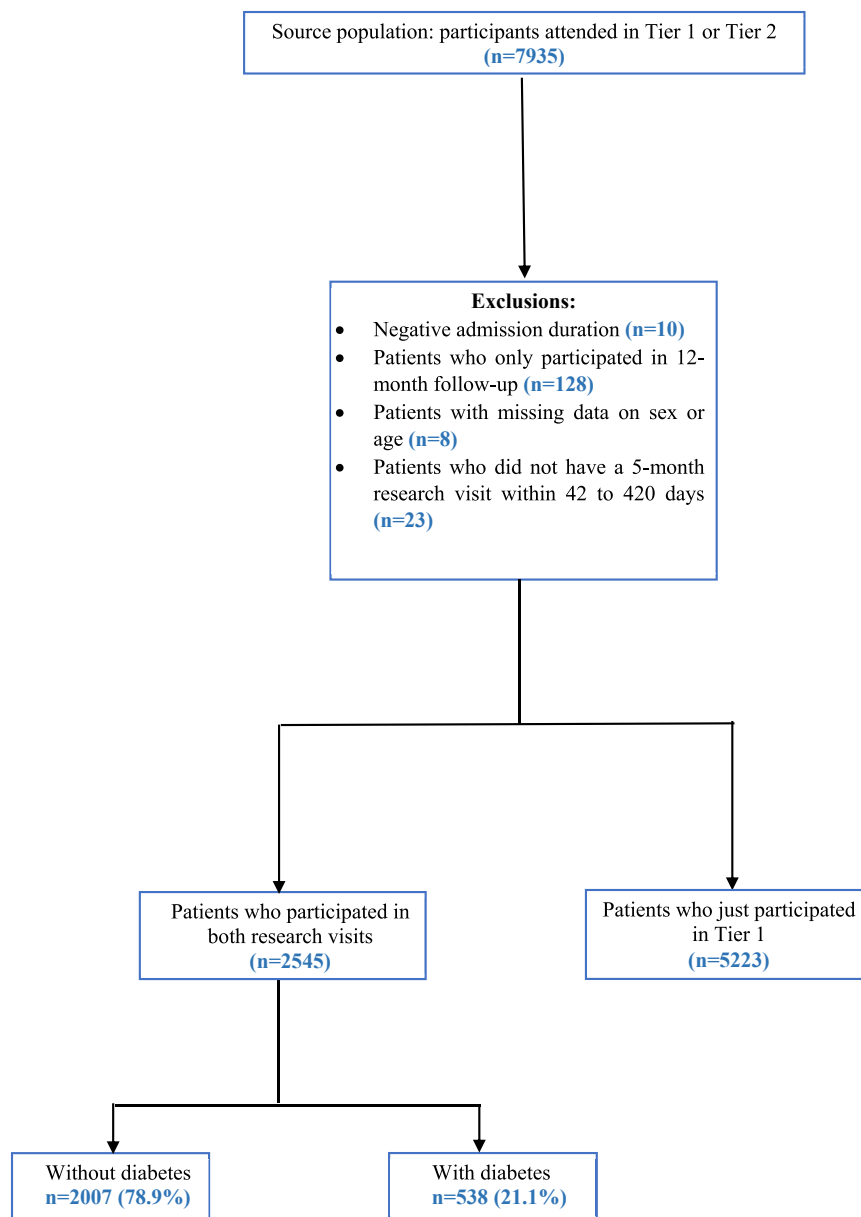 Source population: participants attended in Tier 1 or Tier 2
(n=7935)
Exclusions:
• Negative admission duration (n=10)
• Patients who only participated in 12-
month follow-up (n=128)
• Patients with missing data on sex or
age (n=8)
• Patients who did not have a 5-month
research visit within 42 to 420 days
(n=23)
Patients who participated in
both research visits
(n=2545)
Patients who just participated
in Tier 1
(n=5223)
Without diabetes
n=2007 (78.9%)
With diabetes
n=538 (21.1%)